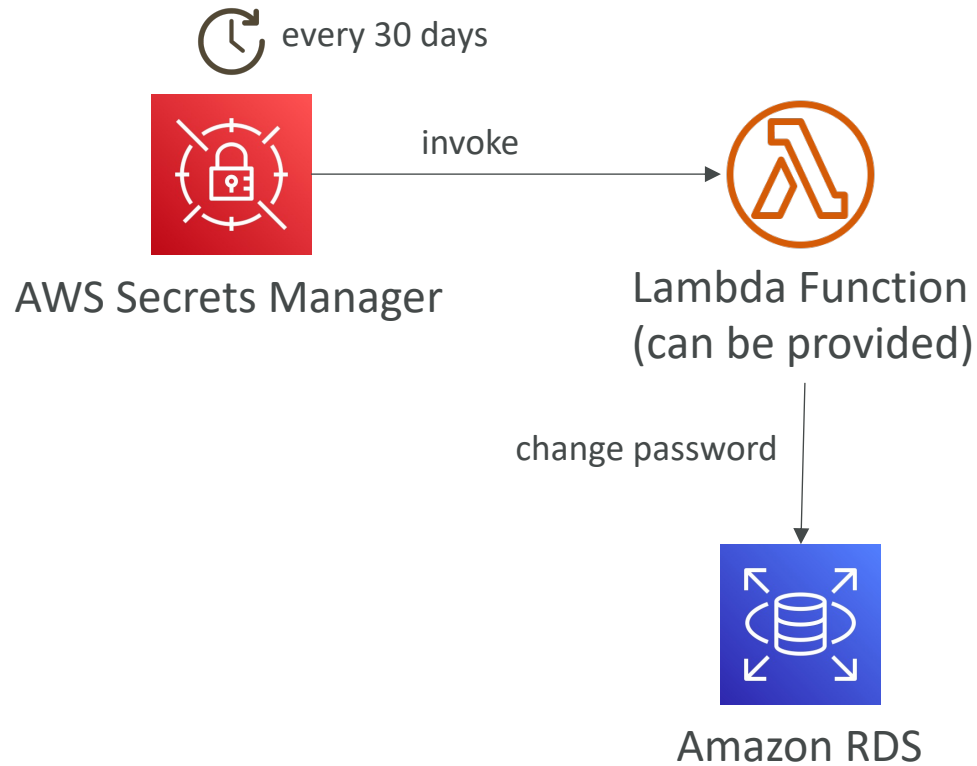 every 30 days
invoke
AWS Secrets Manager
Lambda Function
(can be provided)
change password
Amazon RDS